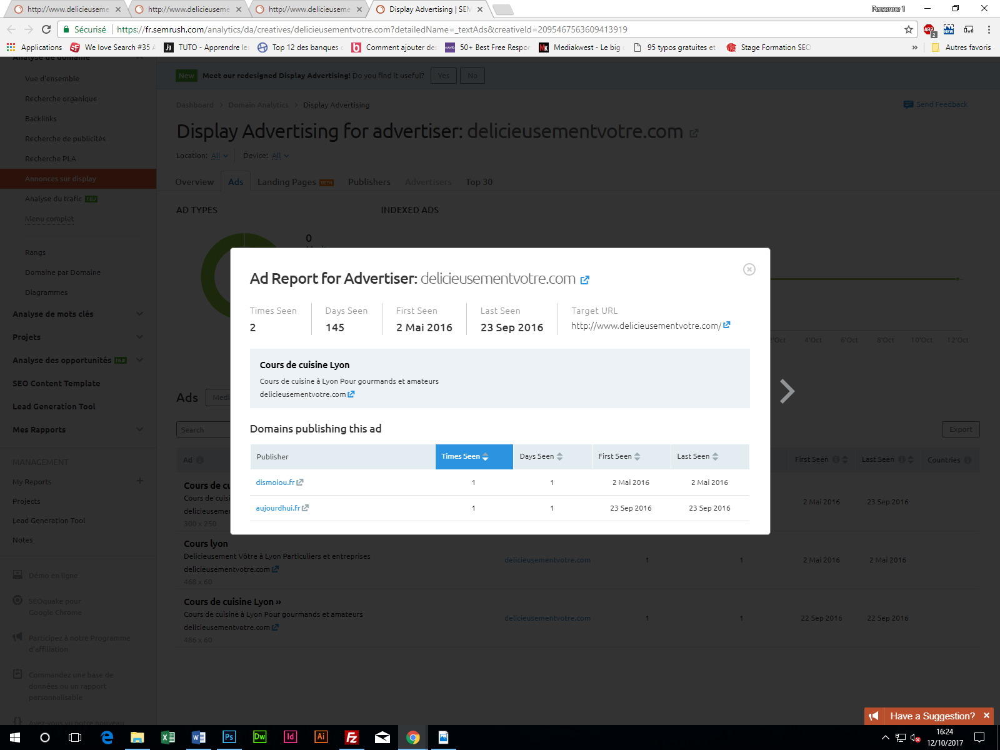 http://www.delicieuseme
http://www.delicieuseme
http://www.delicieuseme
Display Advertising | SEM
Personne 1
Sécurisé
https://fr.semrush.com/analytics/da/creatives/delicieusementvotre.com?detailedName=_textAds&creativeId=2095467563609413919
ABP
2
NEW
Applications
We love Search #35
TUTO - Apprendre le
Top 12 des banques
Comment ajouter de
50+ Best Free Respor
Mediakwest - Le big
95 typos gratuites et
Stage Formation SEO
»
Autres favoris
Analyse de domaine
Vue d'ensemble
Recherche organique
Backlinks
Recherche de publicités
Recherche PLA
Annonces sur display
Analyse du trafic new
Menu complet
Rangs
Domaine par Domaine
Diagrammes
Analyse de mots clés
Projets
Analyse des opportunités new
SEO Content Template
Lead Generation Tool
Mes Rapports
MANAGEMENT
My Reports +
Projects
Lead Generation Tool
Notes
Démo en ligne
SEOquake pour
Google Chrome
Participez à notre Programme
d'affiliation
Commandez une base de
données ou un rapport
personnalisable
Avez-vous vu notre nouveau
New Meet our redesigned Display Advertising! Do you find it useful? Yes No
Dashboard > Domain Analytics > Display Advertising
Send Feedback
Display Advertising for advertiser: delicieusementvotre.com
Location: All Device: All
Overview Ads Landing Pages BETA Publishers Advertisers Top 30
AD TYPES
INDEXED ADS
0
2'Oct 4'Oct 6'Oct 8'Oct 10'Oct 12'Oct
Ad Report for Advertiser: delicieusementvotre.com
Times Seen Days Seen First Seen Last Seen Target URL
2 145 2 Mai 2016 23 Sep 2016 http://www.delicieusementvotre.com/
Cours de cuisine Lyon
Cours de cuisine à Lyon Pour gourmands et amateurs
delicieusementvotre.com
Domains publishing this ad
Publisher Times Seen Days Seen First Seen Last Seen
dismoiou.fr 1 1 2 Mai 2016 2 Mai 2016
aujourdhui.fr 1 1 23 Sep 2016 23 Sep 2016
Ads Medi
Search
Export
Ad First Seen Last Seen Countries
Cours de cu
Cours de cuisi
2 Mai 2016 23 Sep 2016
delicieusemen
300 x 250
Cours lyon
Delicieusement Vôtre à Lyon Particuliers et entreprises
delicieusementvotre.com 1 1 2 Mai 2016 2 Mai 2016
delicieusementvotre.com
468 x 60
Cours de cuisine Lyon »
Cours de cuisine à Lyon Pour gourmands et amateurs
delicieusementvotre.com 1 1 22 Sep 2016 22 Sep 2016
delicieusementvotre.com
486 x 60
Have a Suggestion?
Ps
Dw
Id
Ai
Fz
16:24
12/10/2017